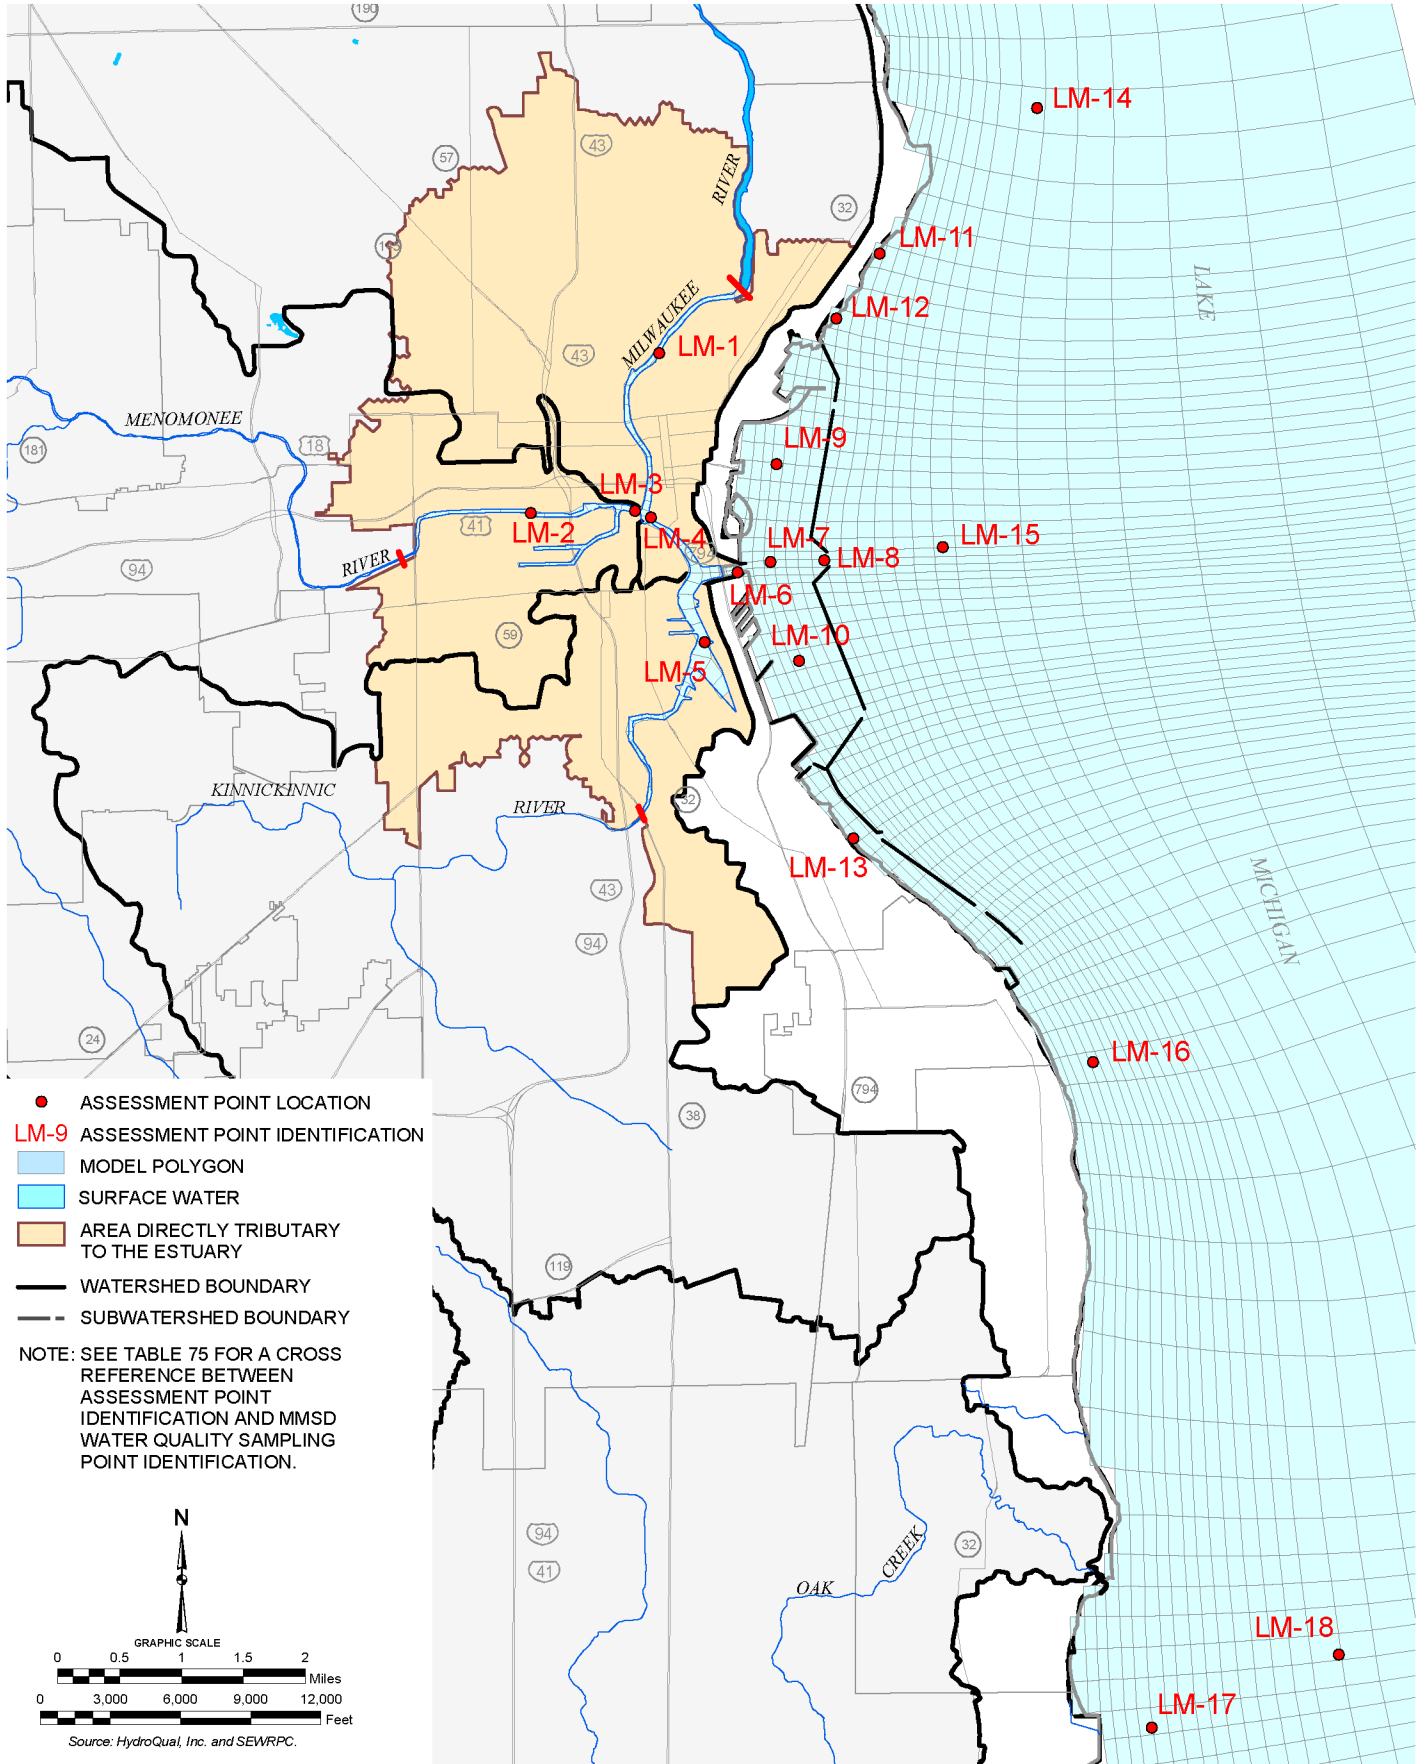 190
LM-14
43
57
RIVER
32
LM-11
145
LAKE
MILWAUKEE
LM-12
43
LM-1
MENOMONEE
181
18
LM-9
LM-3
41
LM-2
LM-4
LM-7
LM-15
794
LM-8
94
RIVER
LM-6
59
LM-10
LM-5
KINNICKINNIC
RIVER
32
LM-13
43
MICHIGAN
94
24
LM-16
794
38
119
94
41
32
CREEK
OAK
LM-18
LM-17
ASSESSMENT POINT LOCATION
LM-9 ASSESSMENT POINT IDENTIFICATION
MODEL POLYGON
SURFACE WATER
AREA DIRECTLY TRIBUTARY
TO THE ESTUARY
WATERSHED BOUNDARY
SUBWATERSHED BOUNDARY
NOTE: SEE TABLE 75 FOR A CROSS
REFERENCE BETWEEN
ASSESSMENT POINT
IDENTIFICATION AND MMSD
WATER QUALITY SAMPLING
POINT IDENTIFICATION.
N
GRAPHIC SCALE
0 0.5 1 1.5 2
Miles
0 3,000 6,000 9,000 12,000
Feet
Source: HydroQual, Inc. and SEWRPC.